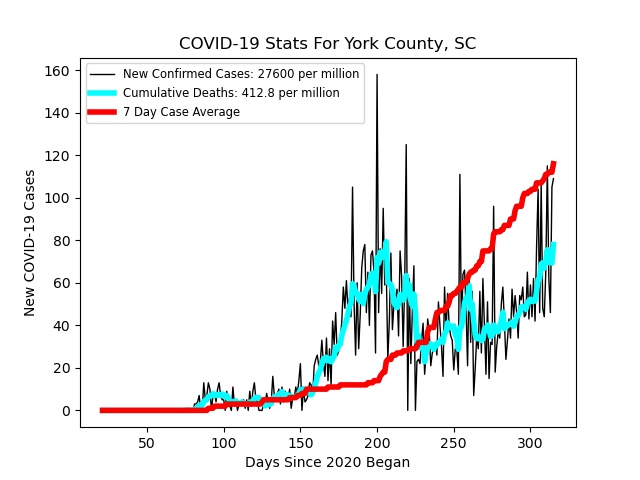 COVID-19 Stats For York County, SC
New Confirmed Cases: 27600 per million
Cumulative Deaths: 412.8 per million
7 Day Case Average
160
140
120
100
80
60
40
20
0
New COVID-19 Cases
50 100 150 200 250 300
Days Since 2020 Began